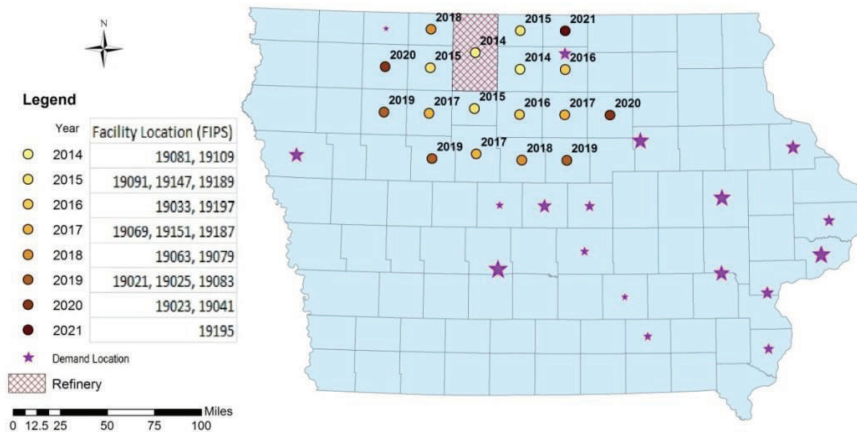 N
Legend
Year Facility Location (FIPS)
2014 19081, 19109
2015 19091, 19147, 19189
2016 19033, 19197
2017 19069, 19151, 19187
2018 19063, 19079
2019 19021, 19025, 19083
2020 19023, 19041
2021 19195
Demand Location
Refinery
Miles
0 12.5 25 50 100
2018 2015 2021
2014
2020 2015 2014 2016
2019 2017 2015 2016 2017 2020
2019 2017 2018 2019